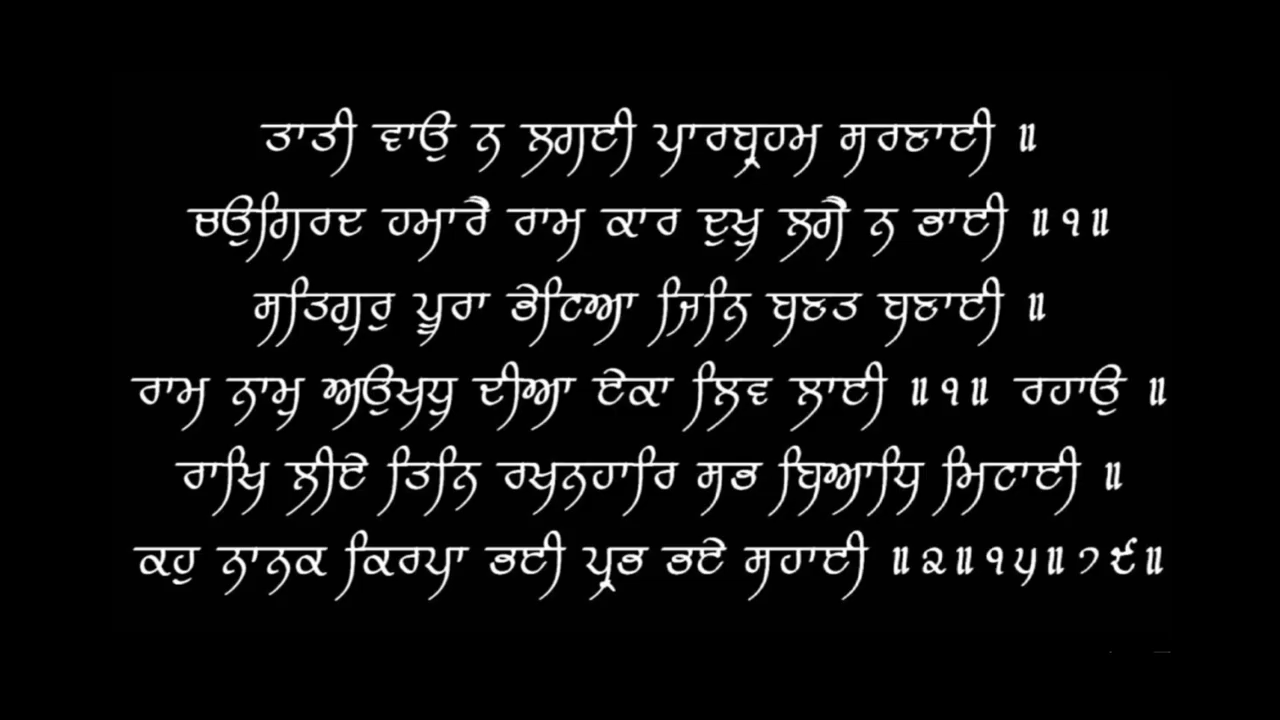 ਤਾਤੀ ਵਾਉ ਨ ਲਗਈ ਪਾਰਬ੍ਰਹਮ ਸਰਣਾਈ ॥
ਚਉਗਿਰਦ ਹਮਾਰੈ ਰਾਮ ਕਾਰ ਦੁਖੁ ਲਗੈ ਨ ਭਾਈ ॥੧॥
ਸਤਿਗੁਰੁ ਪੂਰਾ ਭੇਟਿਆ ਜਿਨਿ ਬਣਤ ਬਣਾਈ ॥
ਰਾਮ ਨਾਮੁ ਅਉਖਧੁ ਦੀਆ ਏਕਾ ਲਿਵ ਲਾਈ ॥੧॥ ਰਹਾਉ ॥
ਰਾਖਿ ਲੀਏ ਤਿਨਿ ਰਖਨਹਾਰਿ ਸਭ ਬਿਆਧਿ ਮਿਟਾਈ ॥
ਕਹੁ ਨਾਨਕ ਕਿਰਪਾ ਭਈ ਪ੍ਰਭ ਭਏ ਸਹਾਈ ॥੨॥੧੫॥੭੯॥